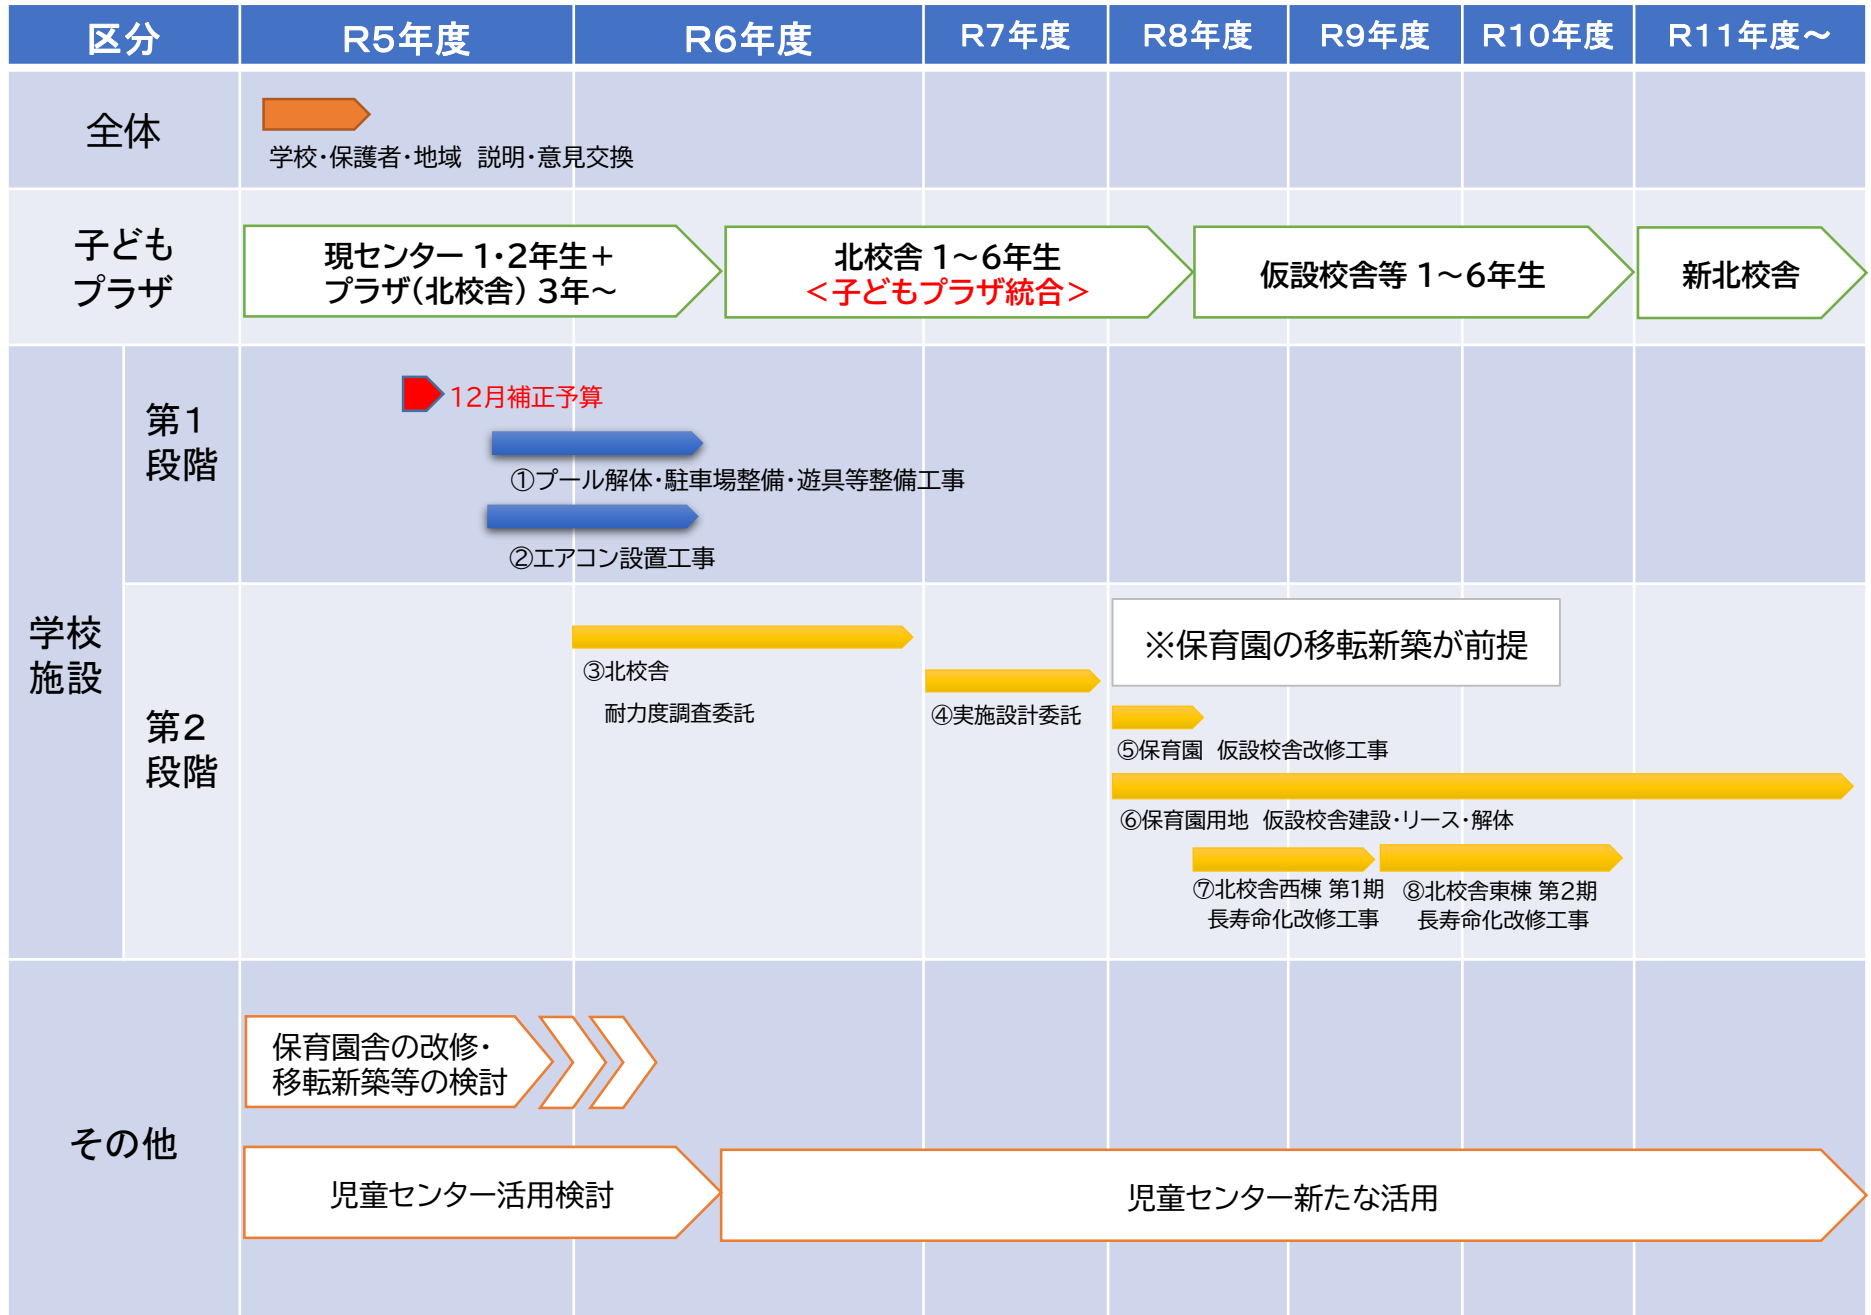 区分 R5年度 R6年度 R7年度 R8年度 R9年度 R10年度 R11年度～
全体
学校・保護者・地域　説明・意見交換
子ども
プラザ
現センター 1・2年生＋
プラザ（北校舎） 3年～
北校舎 1～6年生
＜子どもプラザ統合＞
仮設校舎等 1～6年生
新北校舎
学校
施設
第1
段階
12月補正予算
①プール解体・駐車場整備・遊具等整備工事
②エアコン設置工事
第2
段階
※保育園の移転新築が前提
③北校舎
耐力度調査委託
④実施設計委託
⑤保育園　仮設校舎改修工事
⑥保育園用地　仮設校舎建設・リース・解体
⑦北校舎西棟 第1期
長寿命化改修工事
⑧北校舎東棟 第2期
長寿命化改修工事
その他
保育園舎の改修・
移転新築等の検討
児童センター活用検討
児童センター新たな活用